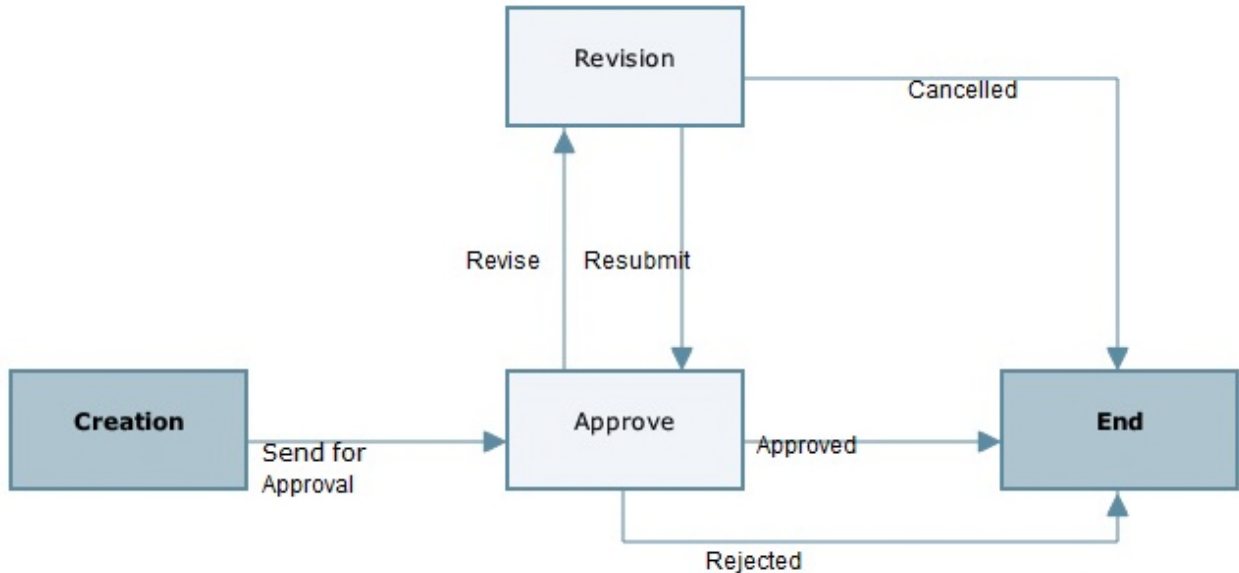 Revision
Cancelled
Revise
Resubmit
Creation
Send for
Approval
Approve
Approved
End
Rejected